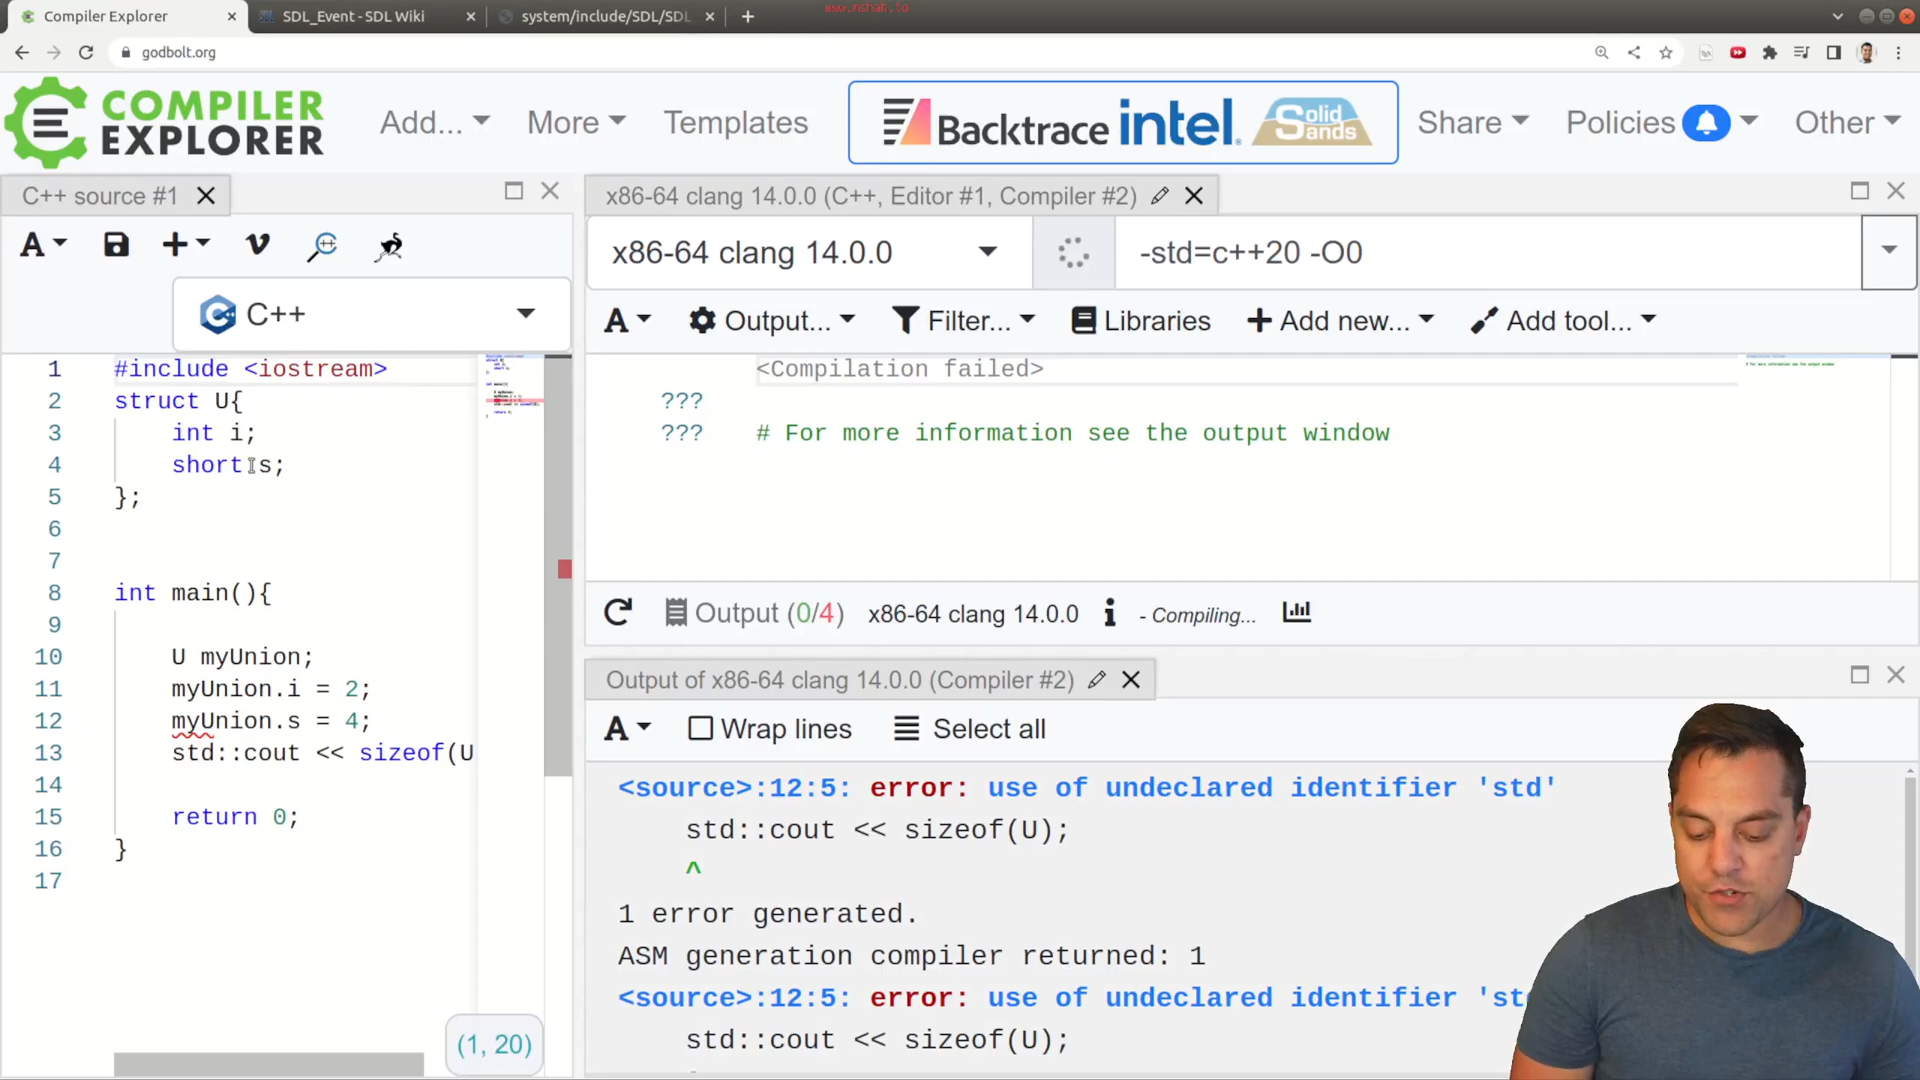 Compiler Explorer
SDL_Event - SDL Wiki
system/include/SDL/SDL
www.mshah.io
godbolt.org
COMPILER
EXPLORER
Add...
More
Templates
Backtrace
intel.
Solid
Sands
Share
Policies
Other
C++ source #1
C++
1 #include <iostream>
2 struct U{
3 int i;
4 short s;
5 };
6
7
8 int main(){
9
10 U myUnion;
11 myUnion.i = 2;
12 myUnion.s = 4;
13 std::cout << sizeof(U
14
15 return 0;
16 }
17
(1, 20)
x86-64 clang 14.0.0 (C++, Editor #1, Compiler #2)
x86-64 clang 14.0.0
-std=c++20 -O0
A
Output...
Filter...
Libraries
Add new...
Add tool...
<Compilation failed>
???
??? # For more information see the output window
Output (0/4) x86-64 clang 14.0.0 i - Compiling...
Output of x86-64 clang 14.0.0 (Compiler #2)
A
Wrap lines
Select all
<source>:12:5: error: use of undeclared identifier 'std'
std::cout << sizeof(U);
^
1 error generated.
ASM generation compiler returned: 1
<source>:12:5: error: use of undeclared identifier 'std
std::cout << sizeof(U);